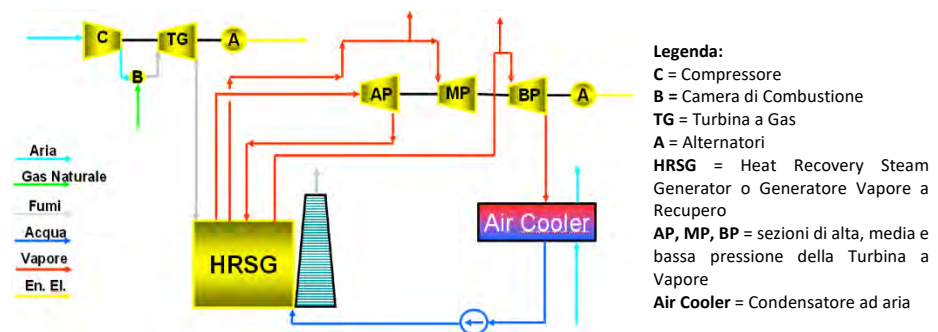 C
TG
A
B
AP
MP
BP
A
Aria
Gas Naturale
Fumi
Acqua
Vapore
En. El.
HRSG
Air Cooler
Legenda:
C = Compressore
B = Camera di Combustione
TG = Turbina a Gas
A = Alternatori
HRSG = Heat Recovery Steam
Generator o Generatore Vapore a
Recupero
AP, MP, BP = sezioni di alta, media e
bassa pressione della Turbina a
Vapore
Air Cooler = Condensatore ad aria